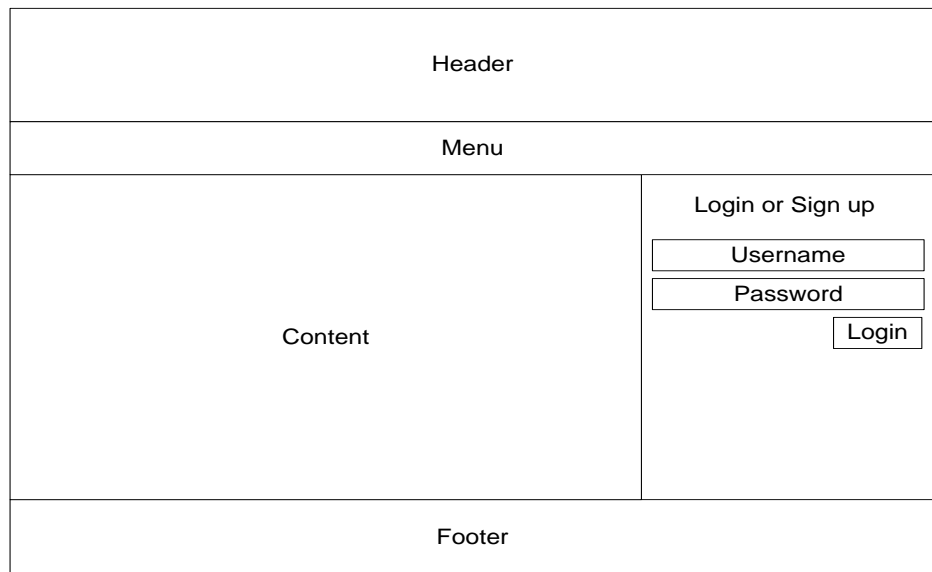 Header
Menu
Login or Sign up
Username
Password
Login
Content
Footer